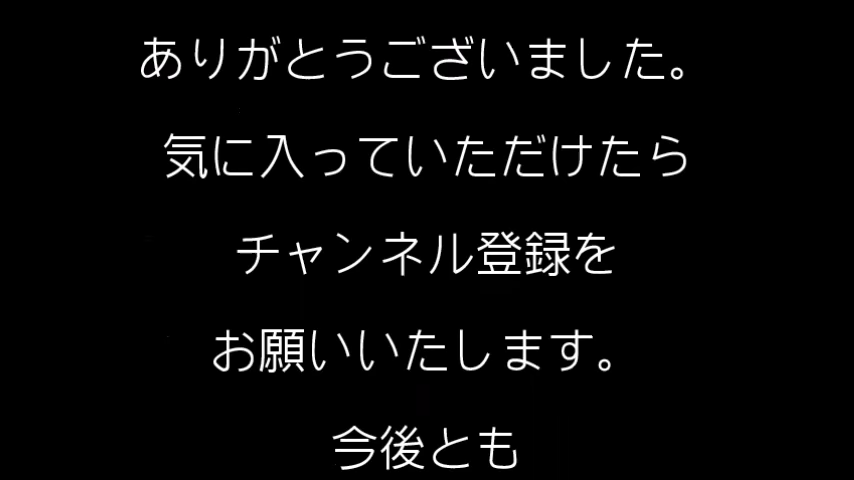 ありがとうございました。
気に入っていただけたら
チャンネル登録を
お願いいたします。
今後とも